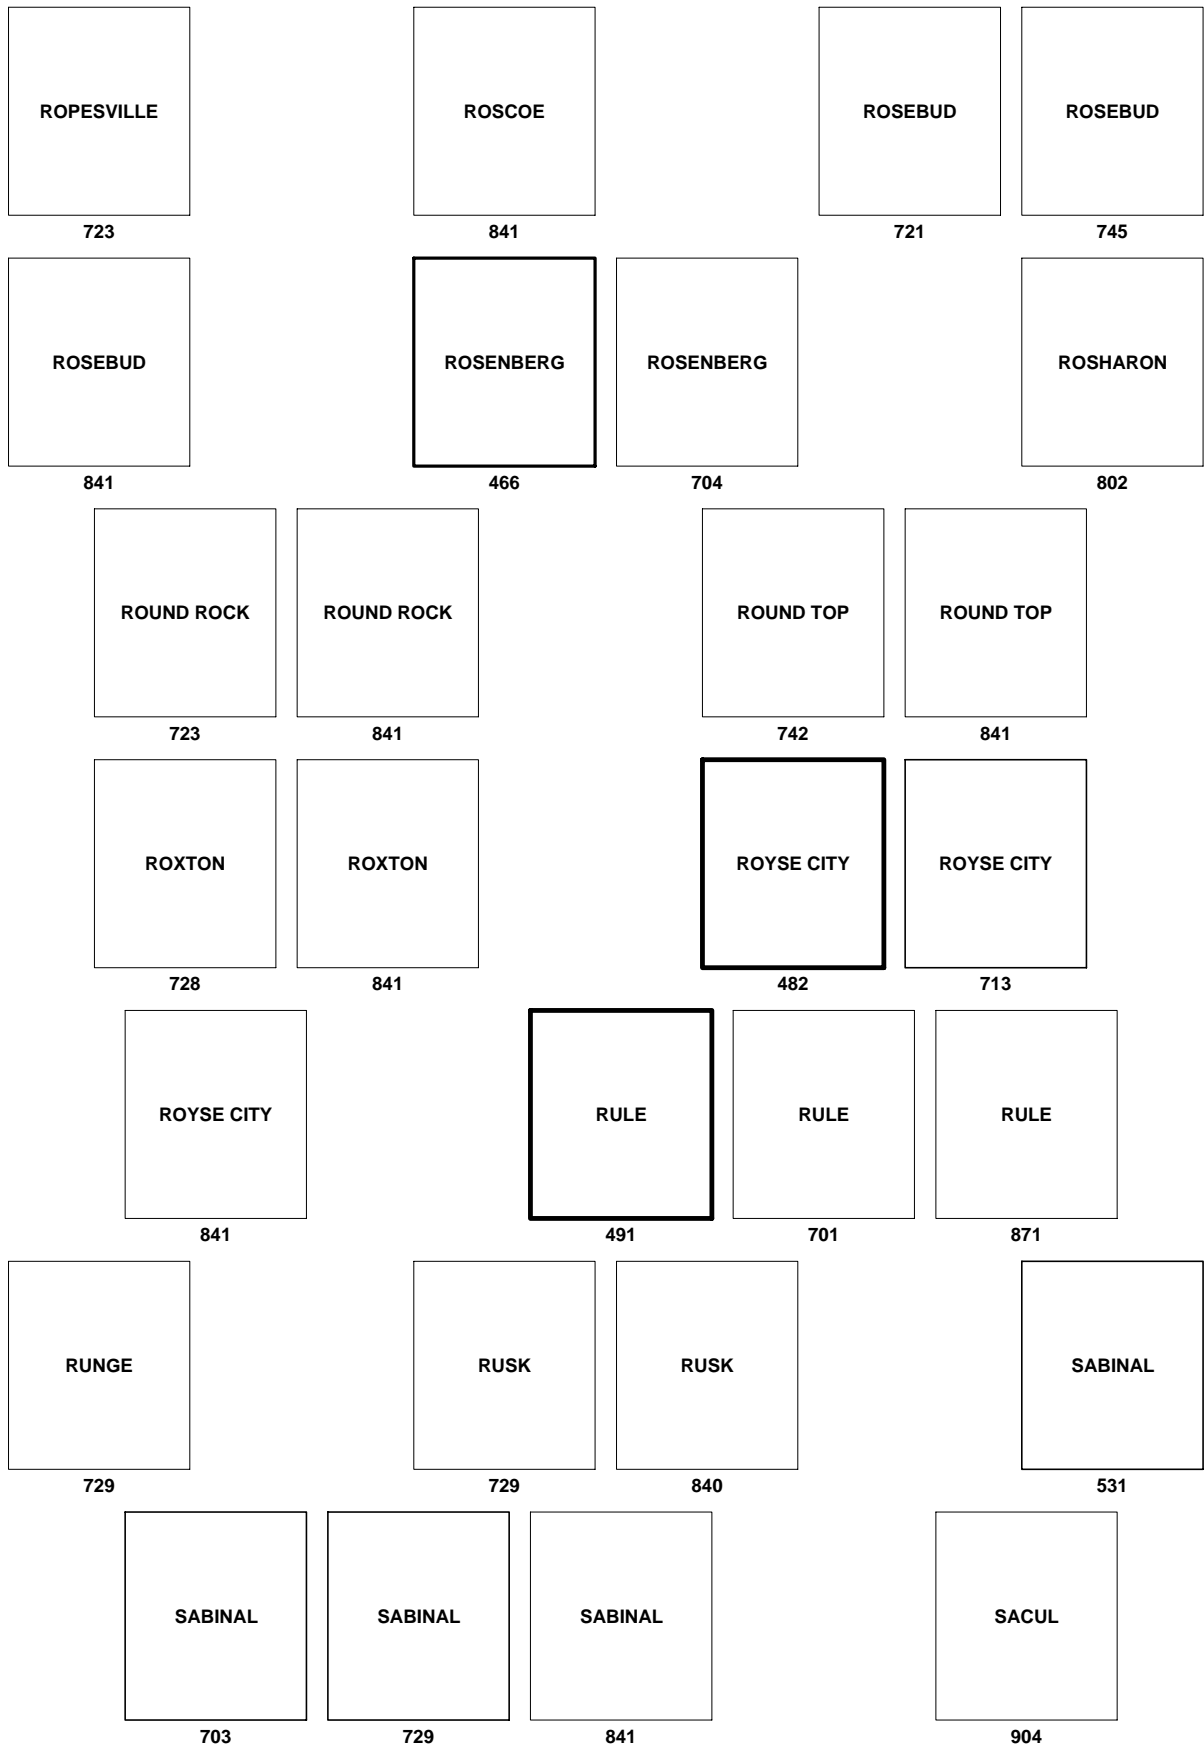 ROPESVILLE ROSCOE ROSEBUD ROSEBUD
723 841 721 745
ROSEBUD ROSENBERG ROSENBERG ROSHARON
841 466 704 802
ROUND ROCK ROUND ROCK ROUND TOP ROUND TOP
723 841 742 841
ROXTON ROXTON ROYSE CITY ROYSE CITY
728 841 482 713
ROYSE CITY RULE RULE RULE
841 491 701 871
RUNGE RUSK RUSK SABINAL
729 729 840 531
SABINAL SABINAL SABINAL SACUL
703 729 841 904